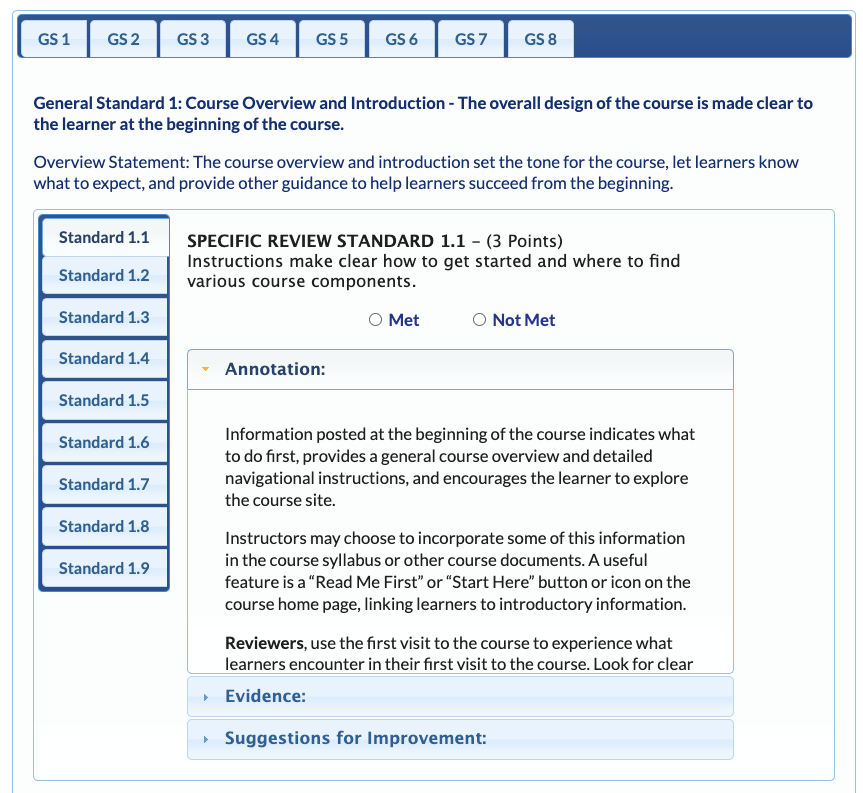 GS 1 GS 2 GS 3 GS 4 GS 5 GS 6 GS 7 GS 8
General Standard 1: Course Overview and Introduction - The overall design of the course is made clear to
the learner at the beginning of the course.
Overview Statement: The course overview and introduction set the tone for the course, let learners know
what to expect, and provide other guidance to help learners succeed from the beginning.
Standard 1.1
Standard 1.2
Standard 1.3
Standard 1.4
Standard 1.5
Standard 1.6
Standard 1.7
Standard 1.8
Standard 1.9
SPECIFIC REVIEW STANDARD 1.1 – (3 Points)
Instructions make clear how to get started and where to find
various course components.
Met Not Met
Annotation:
Information posted at the beginning of the course indicates what
to do first, provides a general course overview and detailed
navigational instructions, and encourages the learner to explore
the course site.
Instructors may choose to incorporate some of this information
in the course syllabus or other course documents. A useful
feature is a “Read Me First” or “Start Here” button or icon on the
course home page, linking learners to introductory information.
Reviewers, use the first visit to the course to experience what
learners encounter in their first visit to the course. Look for clear
Evidence:
Suggestions for Improvement: